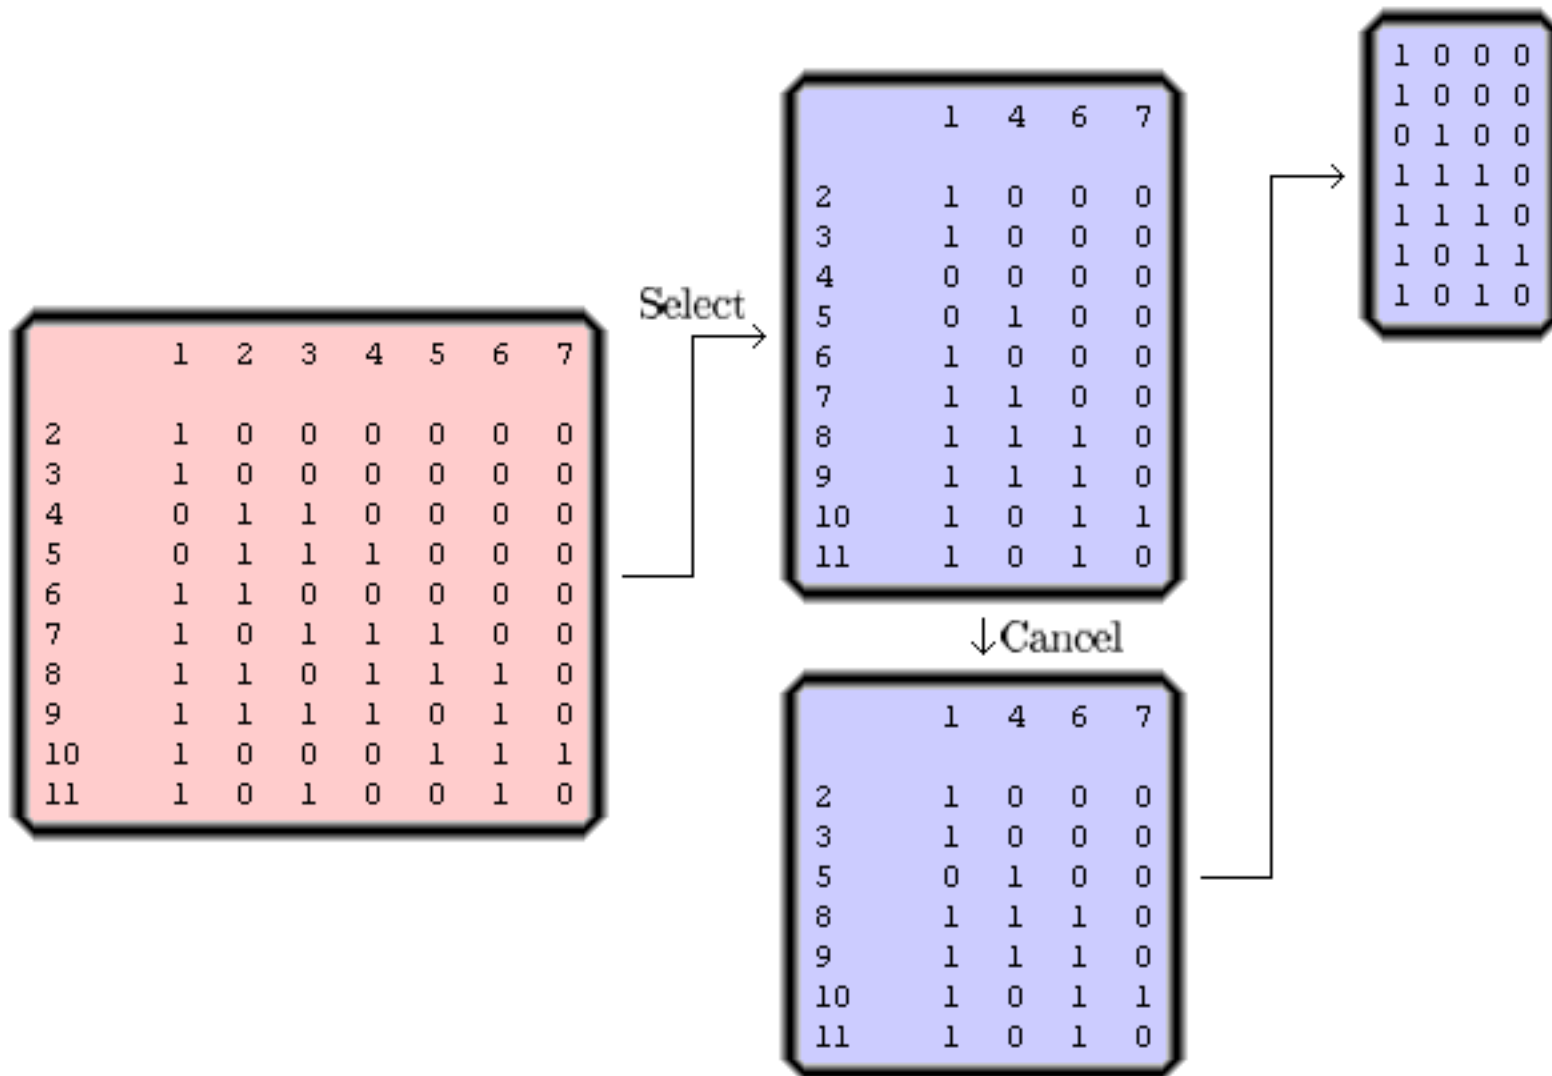 1 2 3 4 5 6 7
2 1 0 0 0 0 0 0
3 1 0 0 0 0 0 0
4 0 1 1 0 0 0 0
5 0 1 1 1 0 0 0
6 1 1 0 0 0 0 0
7 1 0 1 1 1 0 0
8 1 1 0 1 1 1 0
9 1 1 1 1 0 1 0
10 1 0 0 0 1 1 1
11 1 0 1 0 0 1 0
Select
1 4 6 7
2 1 0 0 0
3 1 0 0 0
4 0 0 0 0
5 0 1 0 0
6 1 0 0 0
7 1 1 0 0
8 1 1 1 0
9 1 1 1 0
10 1 0 1 1
11 1 0 1 0
Cancel
1 4 6 7
2 1 0 0 0
3 1 0 0 0
5 0 1 0 0
8 1 1 1 0
9 1 1 1 0
10 1 0 1 1
11 1 0 1 0
1 0 0 0
1 0 0 0
0 1 0 0
1 1 1 0
1 1 1 0
1 0 1 1
1 0 1 0